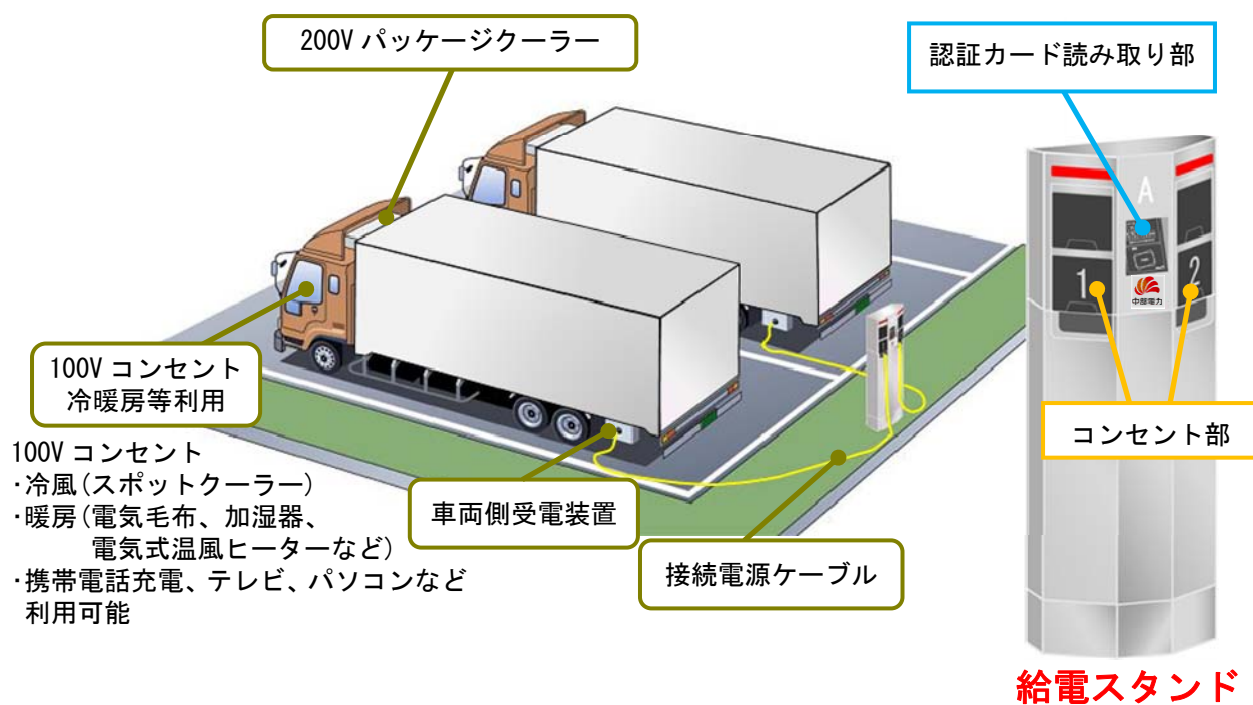 200V パッケージクーラー
認証カード読み取り部
A
1
2
中部電力
コンセント部
100V コンセント
冷暖房等利用
100V コンセント
・冷風(スポットクーラー)
・暖房(電気毛布、加湿器、
電気式温風ヒーターなど)
・携帯電話充電、テレビ、パソコンなど
利用可能
車両側受電装置
接続電源ケーブル
給電スタンド